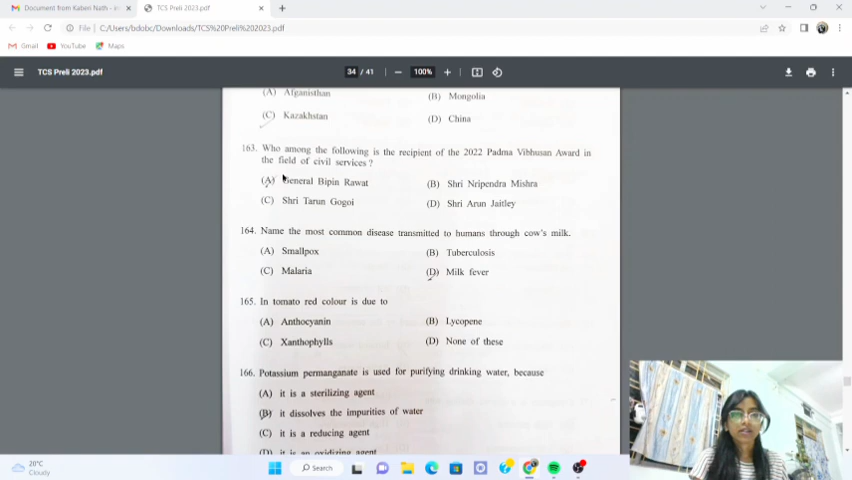 Document from Kaberi Nath - in
TCS Preli 2023.pdf
File | C:/Users/bdobc/Downloads/TCS%20Preli%202023.pdf
Gmail YouTube Maps
TCS Preli 2023.pdf 34 / 41 100%
(A) Afganisthan (B) Mongolia
(C) Kazakhstan (D) China
163. Who among the following is the recipient of the 2022 Padma Vibhusan Award in
the field of civil services ?
(A) General Bipin Rawat (B) Shri Nripendra Mishra
(C) Shri Tarun Gogoi (D) Shri Arun Jaitley
164. Name the most common disease transmitted to humans through cow's milk.
(A) Smallpox (B) Tuberculosis
(C) Malaria (D) Milk fever
165. In tomato red colour is due to
(A) Anthocyanin (B) Lycopene
(C) Xanthophylls (D) None of these
166. Potassium permanganate is used for purifying drinking water, because
(A) it is a sterilizing agent
(B) it dissolves the impurities of water
(C) it is a reducing agent
(D) it is an oxidizing agent
20°C
Cloudy
Search